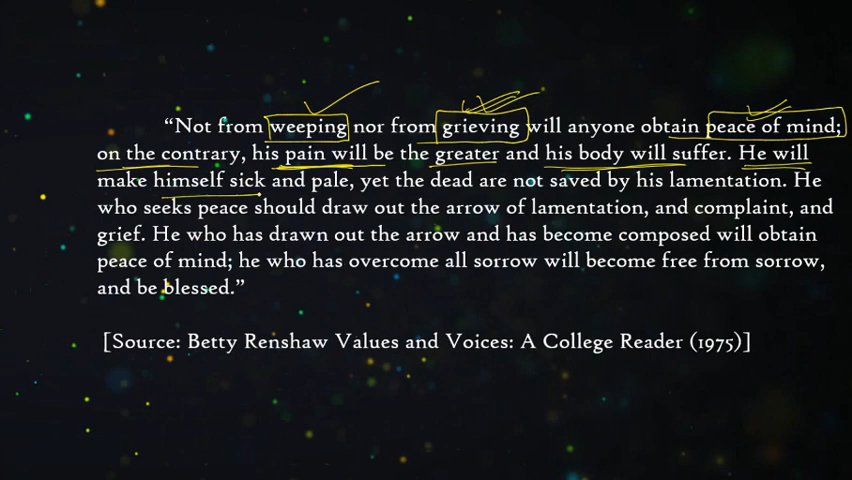 “Not from weeping nor from grieving will anyone obtain peace of mind;
on the contrary, his pain will be the greater and his body will suffer. He will
make himself sick and pale, yet the dead are not saved by his lamentation. He
who seeks peace should draw out the arrow of lamentation, and complaint, and
grief. He who has drawn out the arrow and has become composed will obtain
peace of mind; he who has overcome all sorrow will become free from sorrow,
and be blessed.”
[Source: Betty Renshaw Values and Voices: A College Reader (1975)]